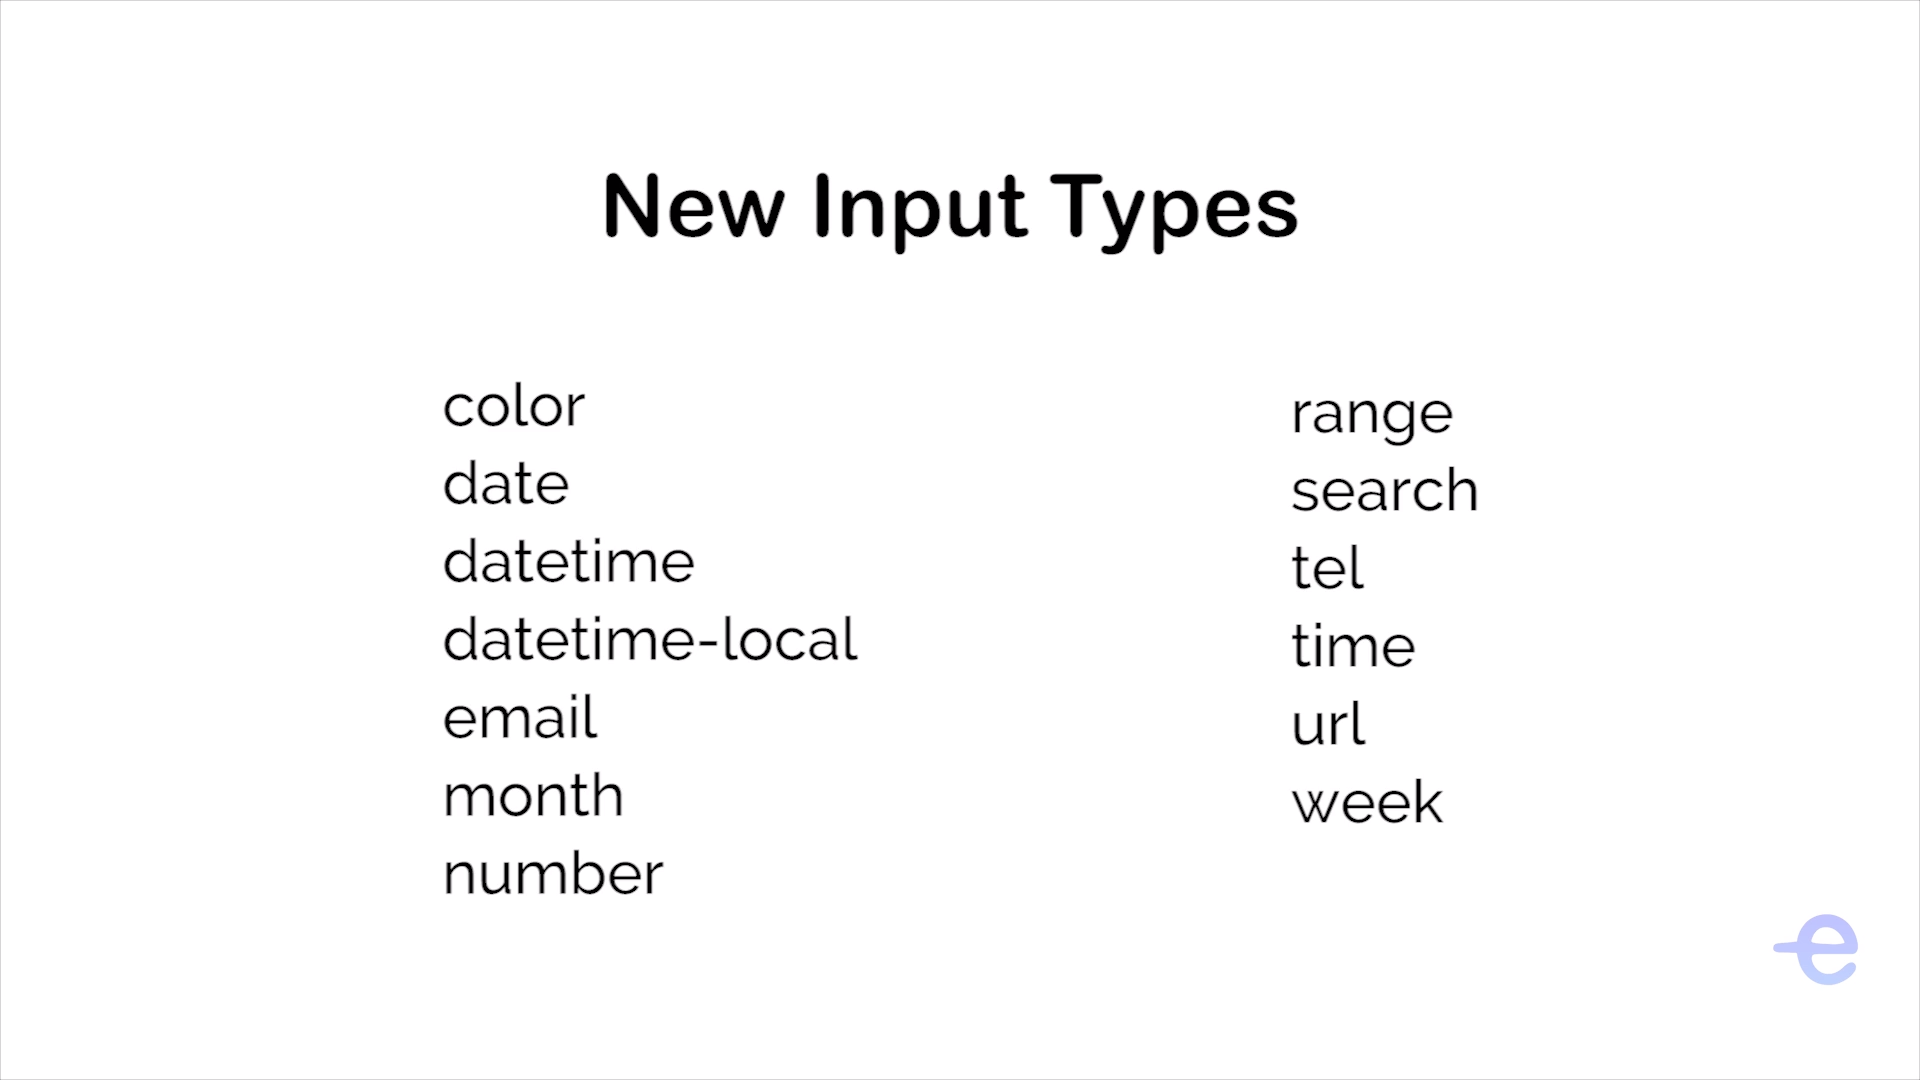 New Input Types
color
date
datetime
datetime-local
email
month
number
range
search
tel
time
url
week
e